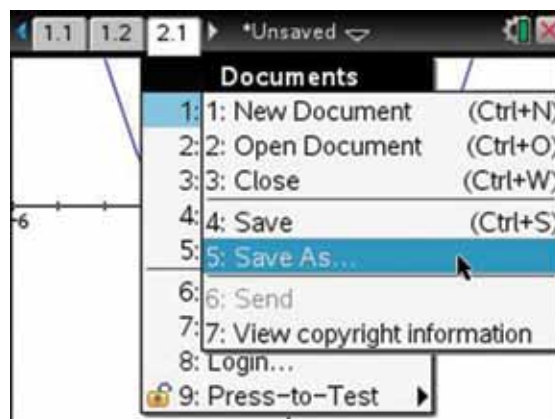 1.1 1.2 2.1 *Unsaved
Documents
1: 1: New Document (Ctrl+N)
2: 2: Open Document (Ctrl+O)
3: 3: Close (Ctrl+W)
4: 4: Save (Ctrl+S)
5: 5: Save As...
6: 6: Send
7: 7: View copyright information
8: Login...
9: Press-to-Test
-6